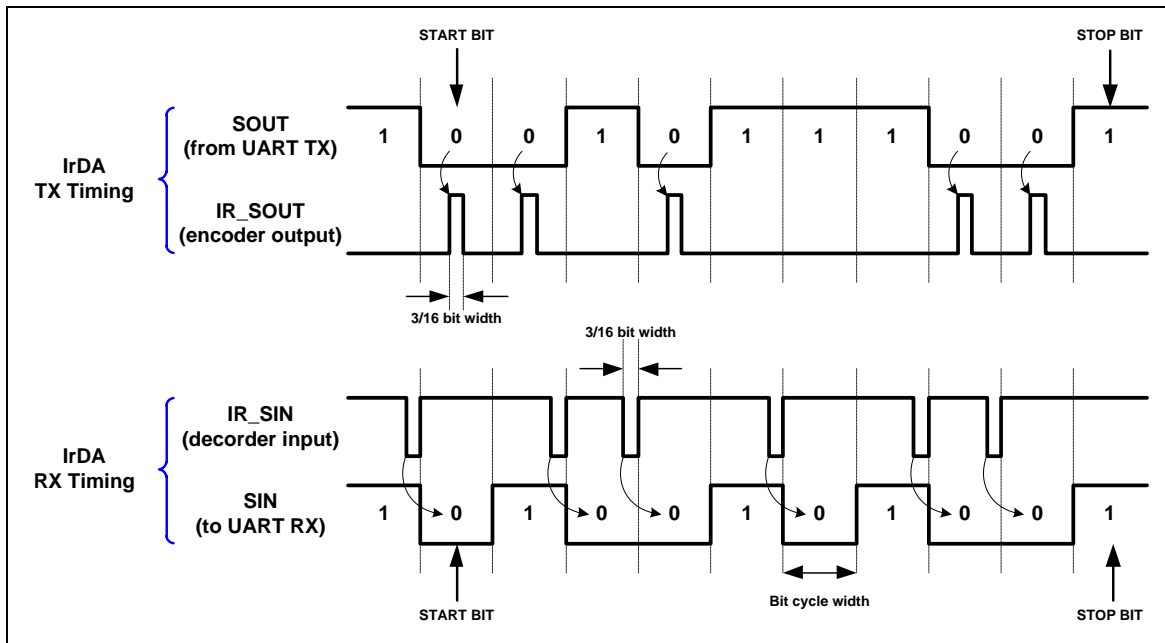 START BIT
STOP BIT
SOUT
(from UART TX)
1 0 0 1 0 1 1 1 0 0 1
IrDA
TX Timing
IR_SOUT
(encoder output)
3/16 bit width
3/16 bit width
IR_SIN
(decorder input)
IrDA
RX Timing
SIN
(to UART RX)
1 0 1 0 0 1 0 1 0 0 1
Bit cycle width
START BIT
STOP BIT